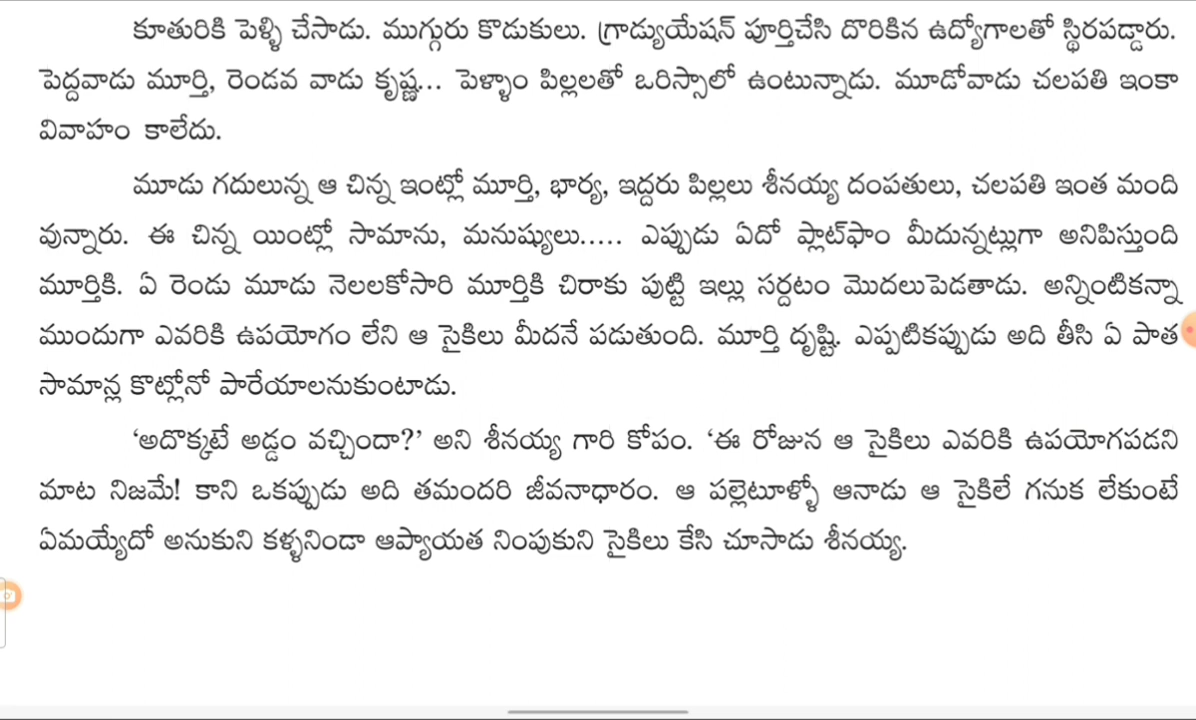 కూతురికి పెళ్ళి చేసాడు. ముగ్గురు కొడుకులు. గ్రాడ్యుయేషన్ పూర్తిచేసి దొరికిన ఉద్యోగాలతో స్థిరపడ్డారు.
పెద్దవాడు మూర్తి, రెండవ వాడు కృష్ణ... పెళ్ళాం పిల్లలతో ఒరిస్సాలో ఉంటున్నాడు. మూడోవాడు చలపతి ఇంకా
వివాహం కాలేదు.
మూడు గదులున్న ఆ చిన్న ఇంట్లో మూర్తి, భార్య, ఇద్దరు పిల్లలు శీనయ్య దంపతులు, చలపతి ఇంత మంది
వున్నారు. ఈ చిన్న యింట్లో సామాను, మనుష్యులు..... ఎప్పుడు ఏదో ప్లాట్‌ఫాం మీదున్నట్లుగా అనిపిస్తుంది
మూర్తికి. ఏ రెండు మూడు నెలలకోసారి మూర్తికి చిరాకు పుట్టి ఇల్లు సర్దటం మొదలుపెడతాడు. అన్నింటికన్నా
ముందుగా ఎవరికి ఉపయోగం లేని ఆ సైకిలు మీదనే పడుతుంది. మూర్తి దృష్టి. ఎప్పటికప్పుడు అది తీసి ఏ పాత
సామాన్ల కొట్లోనో పారేయాలనుకుంటాడు.
‘అదొక్కటే అడ్డం వచ్చిందా?’ అని శీనయ్య గారి కోపం. ‘ఈ రోజున ఆ సైకిలు ఎవరికి ఉపయోగపడని
మాట నిజమే! కాని ఒకప్పుడు అది తమందరి జీవనాధారం. ఆ పల్లెటూళ్ళో ఆనాడు ఆ సైకిలే గనుక లేకుంటే
ఏమయ్యేదో అనుకుని కళ్ళనిండా ఆప్యాయత నింపుకుని సైకిలు కేసి చూసాడు శీనయ్య.